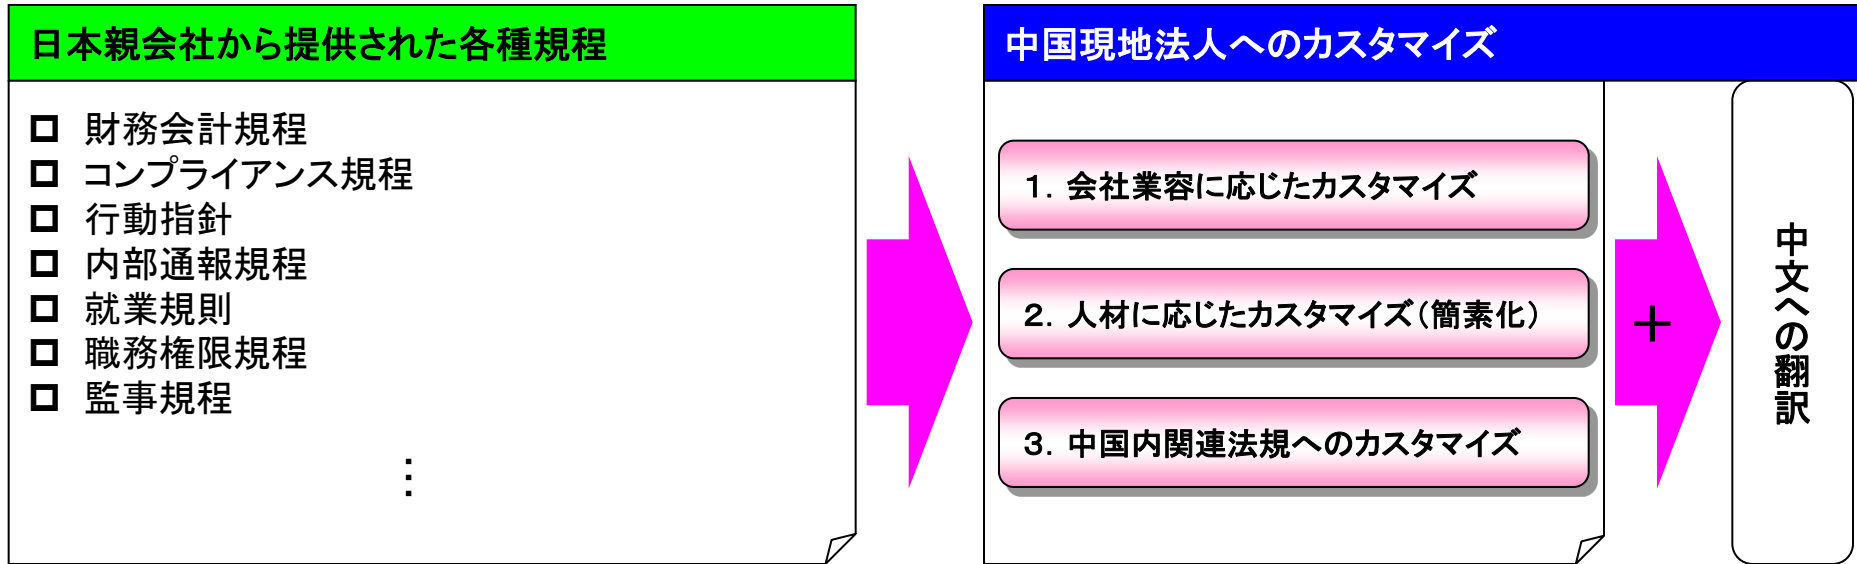 日本親会社から提供された各種規程
財務会計規程
コンプライアンス規程
行動指針
内部通報規程
就業規則
職務権限規程
監事規程
⋮
中国現地法人へのカスタマイズ
１．会社業容に応じたカスタマイズ
２．人材に応じたカスタマイズ（簡素化）
３．中国内関連法規へのカスタマイズ
＋
中文への翻訳